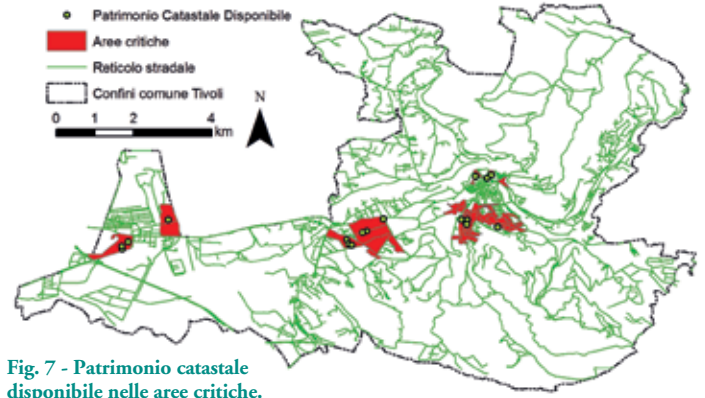 Patrimonio Catastale Disponibile
Aree critiche
Reticolo stradale
Confini comune Tivoli
N
0 1 2 4
km
Fig. 7 - Patrimonio catastale
disponibile nelle aree critiche.